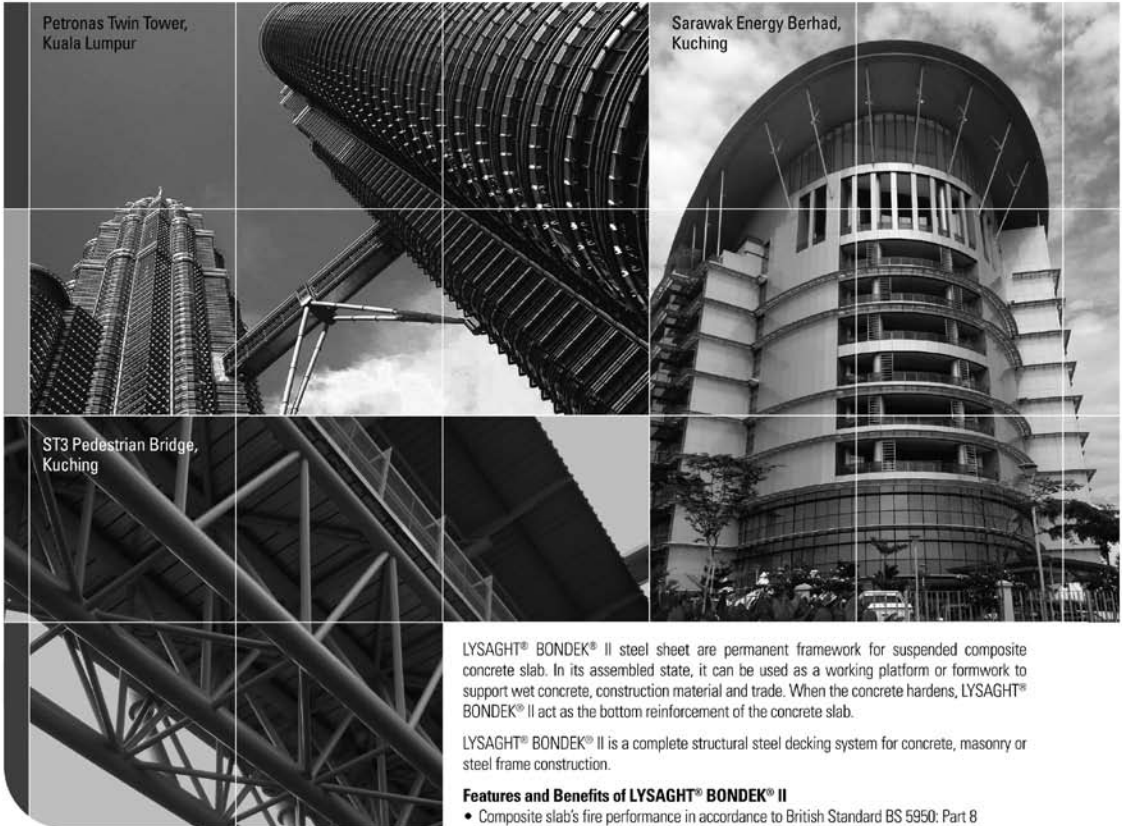 Petronas Twin Tower,
Kuala Lumpur
Sarawak Energy Berhad,
Kuching
ST3 Pedestrian Bridge,
Kuching
LYSAGHT® BONDEK® II steel sheet are permanent framework for suspended composite
concrete slab. In its assembled state, it can be used as a working platform or formwork to
support wet concrete, construction material and trade. When the concrete hardens, LYSAGHT®
BONDEK® II act as the bottom reinforcement of the concrete slab.
LYSAGHT® BONDEK® II is a complete structural steel decking system for concrete, masonry or
steel frame construction.
Features and Benefits of LYSAGHT® BONDEK® II
• Composite slab's fire performance in accordance to British Standard BS 5950: Part 8